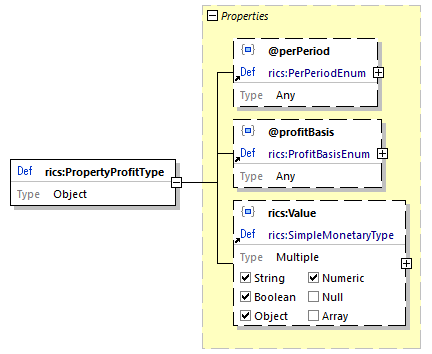 Properties
@perPeriod
Def rics:PerPeriodEnum
Type Any
@profitBasis
Def rics:ProfitBasisEnum
Type Any
Def rics:PropertyProfitType
Type Object
rics:Value
Def rics:SimpleMonetaryType
Type Multiple
String Numeric
Boolean Null
Object Array